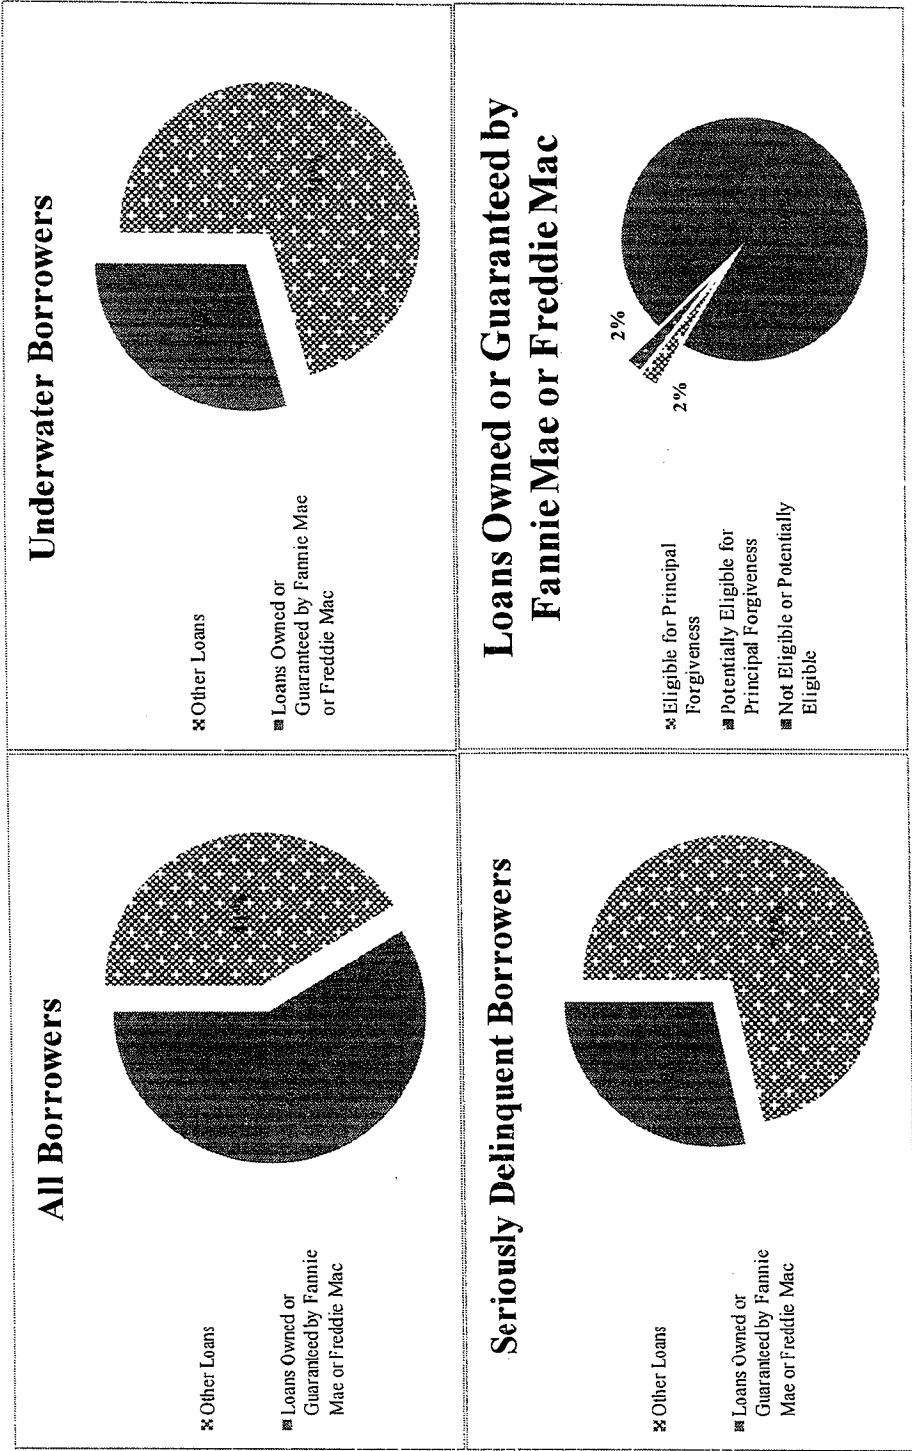 All Borrowers
Other Loans
Loans Owned or
Guaranteed by Fannie
Mae or Freddie Mac
Underwater Borrowers
Other Loans
Loans Owned or
Guaranteed by Fannie Mae
or Freddie Mac
Seriously Delinquent Borrowers
Other Loans
Loans Owned or
Guaranteed by Fannie
Mae or Freddie Mac
Loans Owned or Guaranteed by
Fannie Mae or Freddie Mac
Eligible for Principal
Forgiveness
Potentially Eligible for
Principal Forgiveness
Not Eligible or Potentially
Eligible
2%
2%